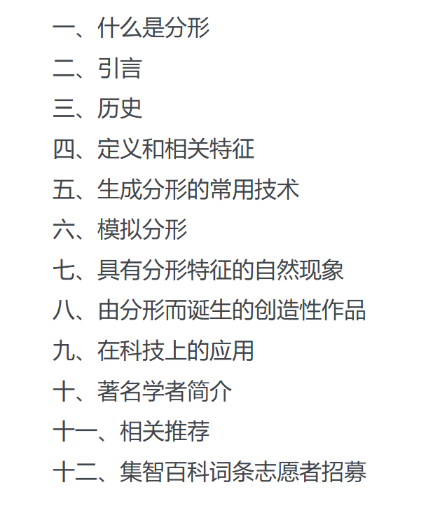 一、什么是分形
二、引言
三、历史
四、定义和相关特征
五、生成分形的常用技术
六、模拟分形
七、具有分形特征的自然现象
八、由分形而诞生的创造性作品
九、在科技上的应用
十、著名学者简介
十一、相关推荐
十二、集智百科词条志愿者招募